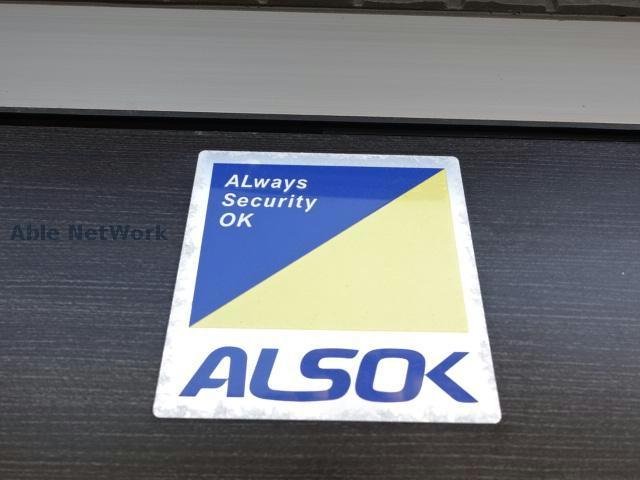 ALways
Security
OK
Able NetWork
ALSOK